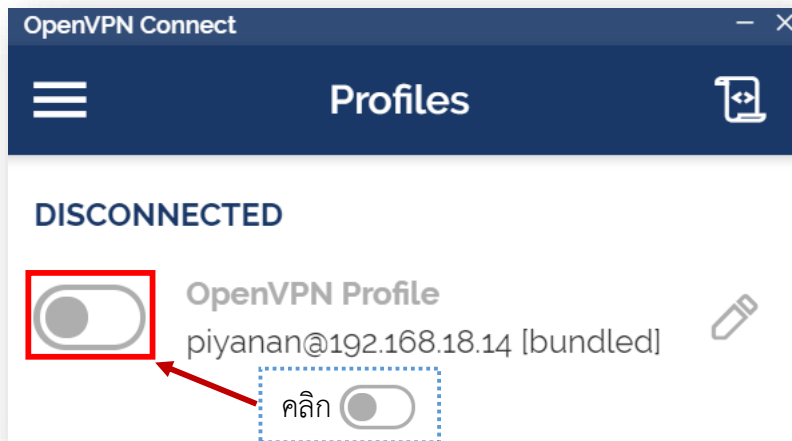 OpenVPN Connect
Profiles
DISCONNECTED
OpenVPN Profile
piyanan@192.168.18.14 [bundled]
คลิก